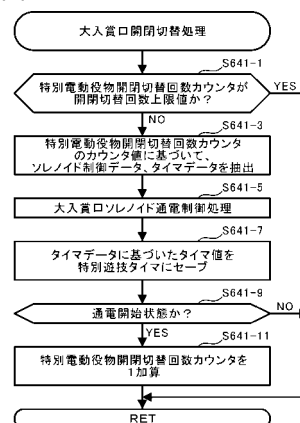 大入賞口開閉切替処理
S641-1
特別電動役物開閉切替回数カウンタが
開閉切替回数上限値か？
YES
NO
S641-3
特別電動役物開閉切替回数カウンタ
のカウンタ値に基づいて、
ソレノイド制御データ、タイマデータを抽出
S641-5
大入賞口ソレノイド通電制御処理
S641-7
タイマデータに基づいたタイマ値を
特別遊技タイマにセーブ
S641-9
通電開始状態か？
NO
YES
S641-11
特別電動役物開閉切替回数カウンタを
1加算
RET